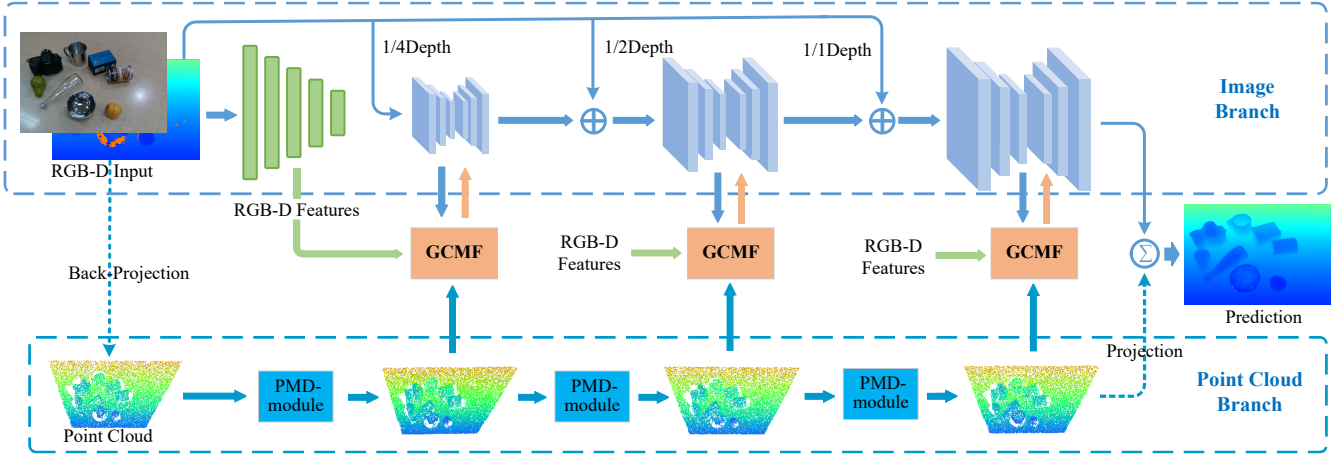 1/4Depth
1/2Depth
1/1Depth
Image
Branch
RGB-D Input
RGB-D Features
GCMF
RGB-D
Features
GCMF
RGB-D
Features
GCMF
Σ
Back-Projection
Prediction
Projection
PMD-
module
PMD-
module
PMD-
module
Point Cloud
Branch
Point Cloud